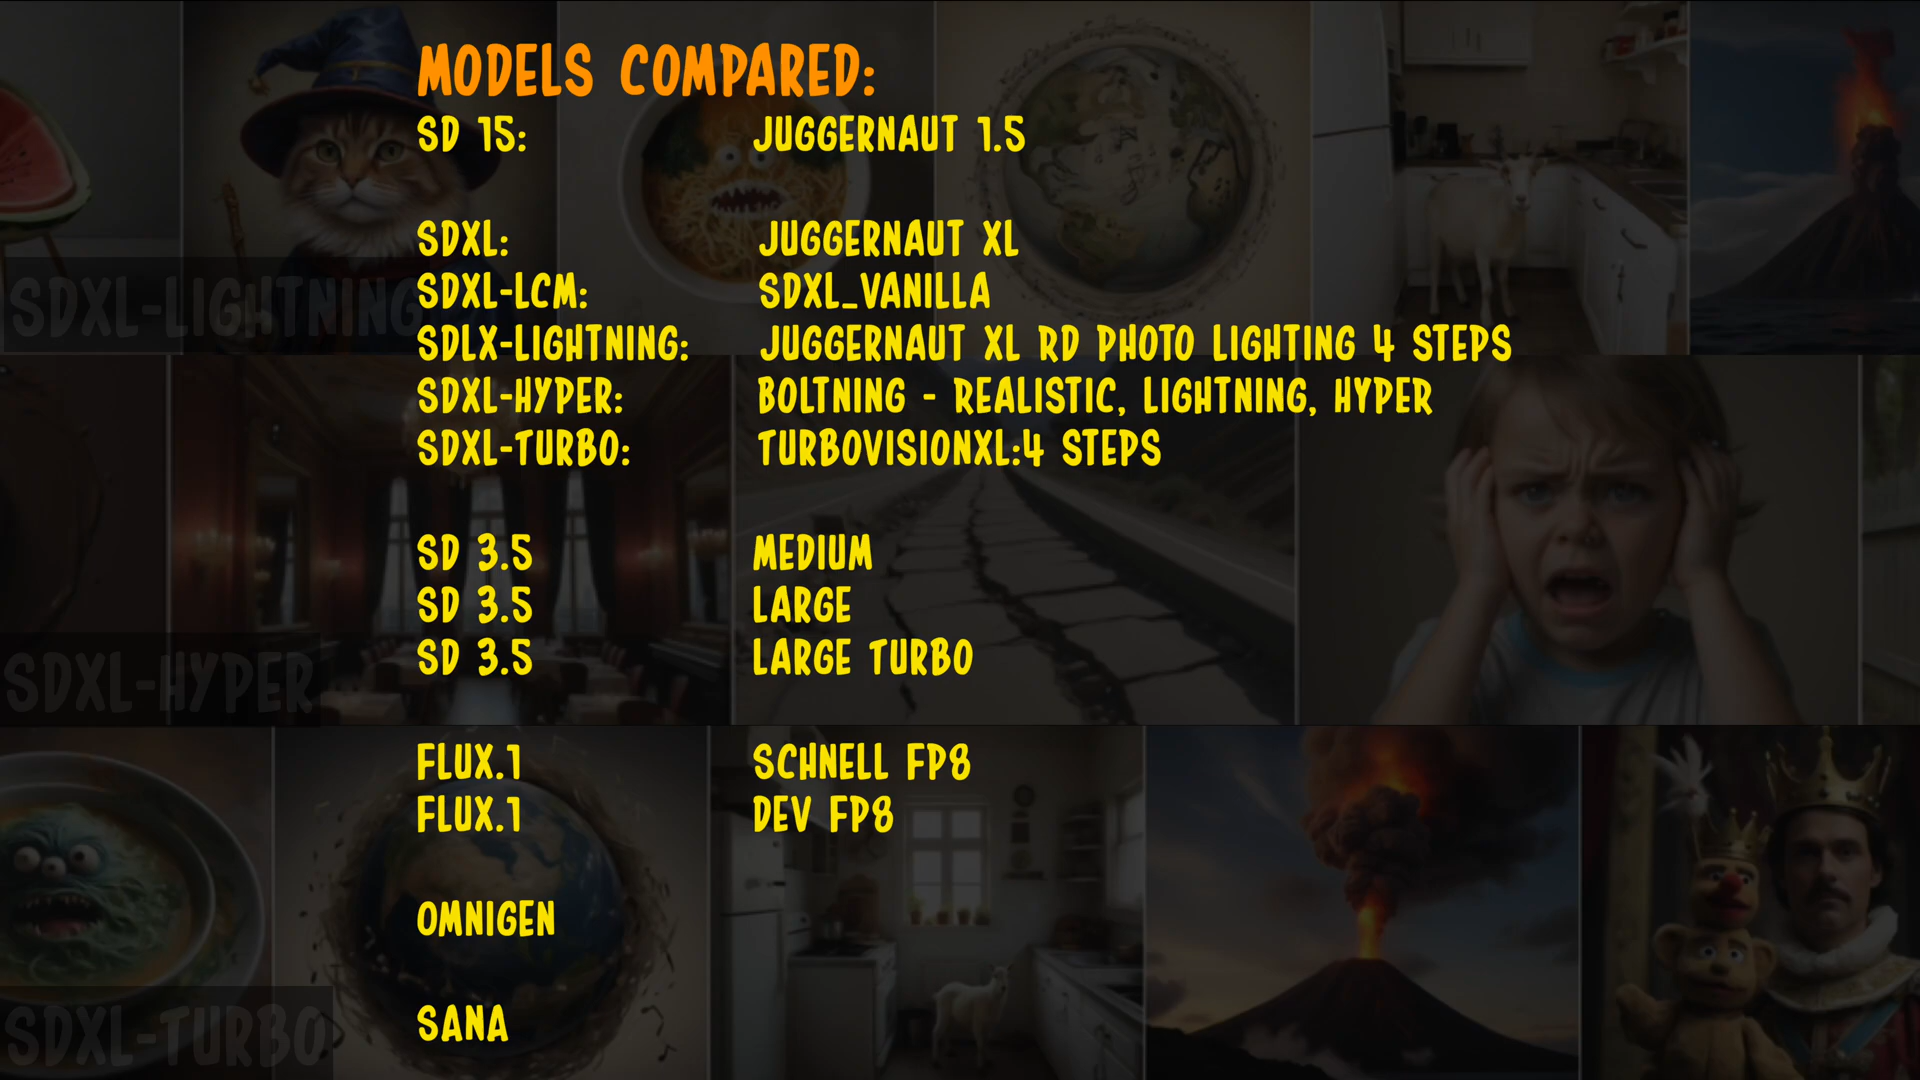 MODELS COMPARED:
SD 15: JUGGERNAUT 1.5
SDXL: JUGGERNAUT XL
SDXL-LCM: SDXL_VANILLA
SDXL-LIGHTNING
SDLX-LIGHTNING: JUGGERNAUT XL RD PHOTO LIGHTING 4 STEPS
SDXL-HYPER: BOLTNING - REALISTIC, LIGHTNING, HYPER
SDXL-TURBO: TURBOVISIONXL:4 STEPS
SD 3.5 MEDIUM
SD 3.5 LARGE
SD 3.5 LARGE TURBO
SDXL-HYPER
FLUX.1 SCHNELL FP8
FLUX.1 DEV FP8
OMNIGEN
SANA
SDXL-TURBO